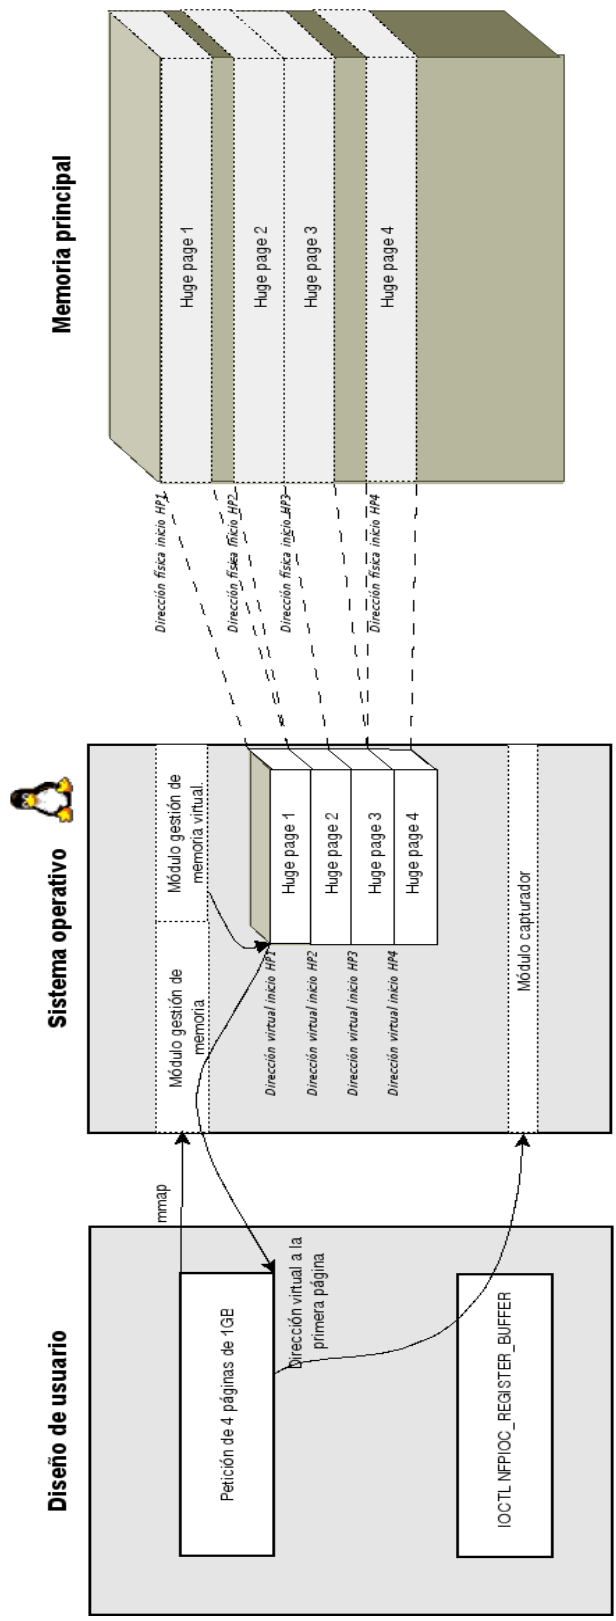 Diseño de usuario
Petición de 4 páginas de 1GB
mmap
Dirección virtual a la
primera página
IOCTL NFPIOC_REGISTER_BUFFER
Sistema operativo
Módulo gestión de
memoria
Módulo gestión de
memoria virtual.
Dirección virtual inicio HP1
Dirección virtual inicio HP2
Dirección virtual inicio HP3
Dirección virtual inicio HP4
Huge page 1
Huge page 2
Huge page 3
Huge page 4
Módulo capturador
Memoria principal
Dirección física inicio HP1
Dirección física inicio HP2
Dirección física inicio HP3
Dirección física inicio HP4
Huge page 1
Huge page 2
Huge page 3
Huge page 4